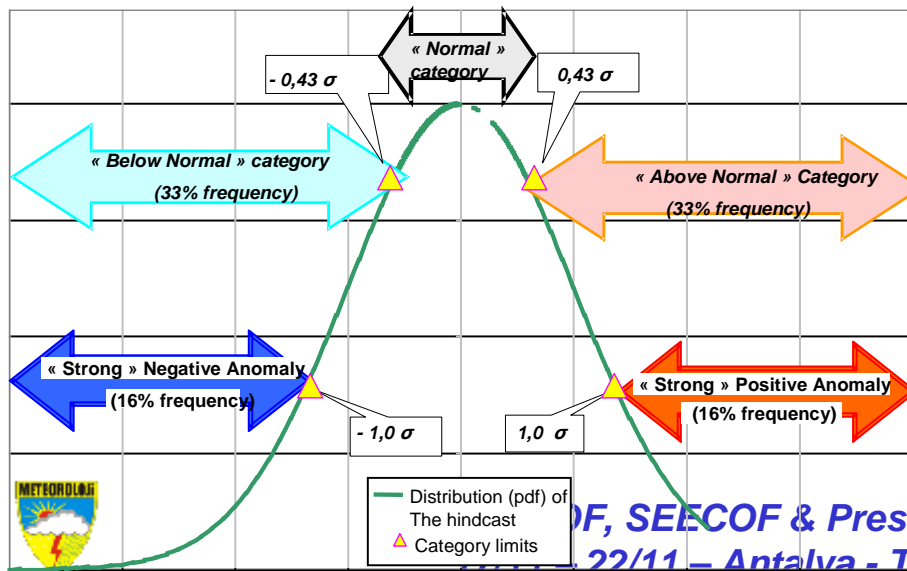 « Normal »
category
- 0,43 σ
0,43 σ
« Below Normal » category
(33% frequency)
« Above Normal » Category
(33% frequency)
« Strong » Negative Anomaly
(16% frequency)
« Strong » Positive Anomaly
(16% frequency)
- 1,0 σ
1,0 σ
METEOROLOJİ
Distribution (pdf) of
The hindcast
Category limits
SEECOF & Pres
22/11 – Antalya - T